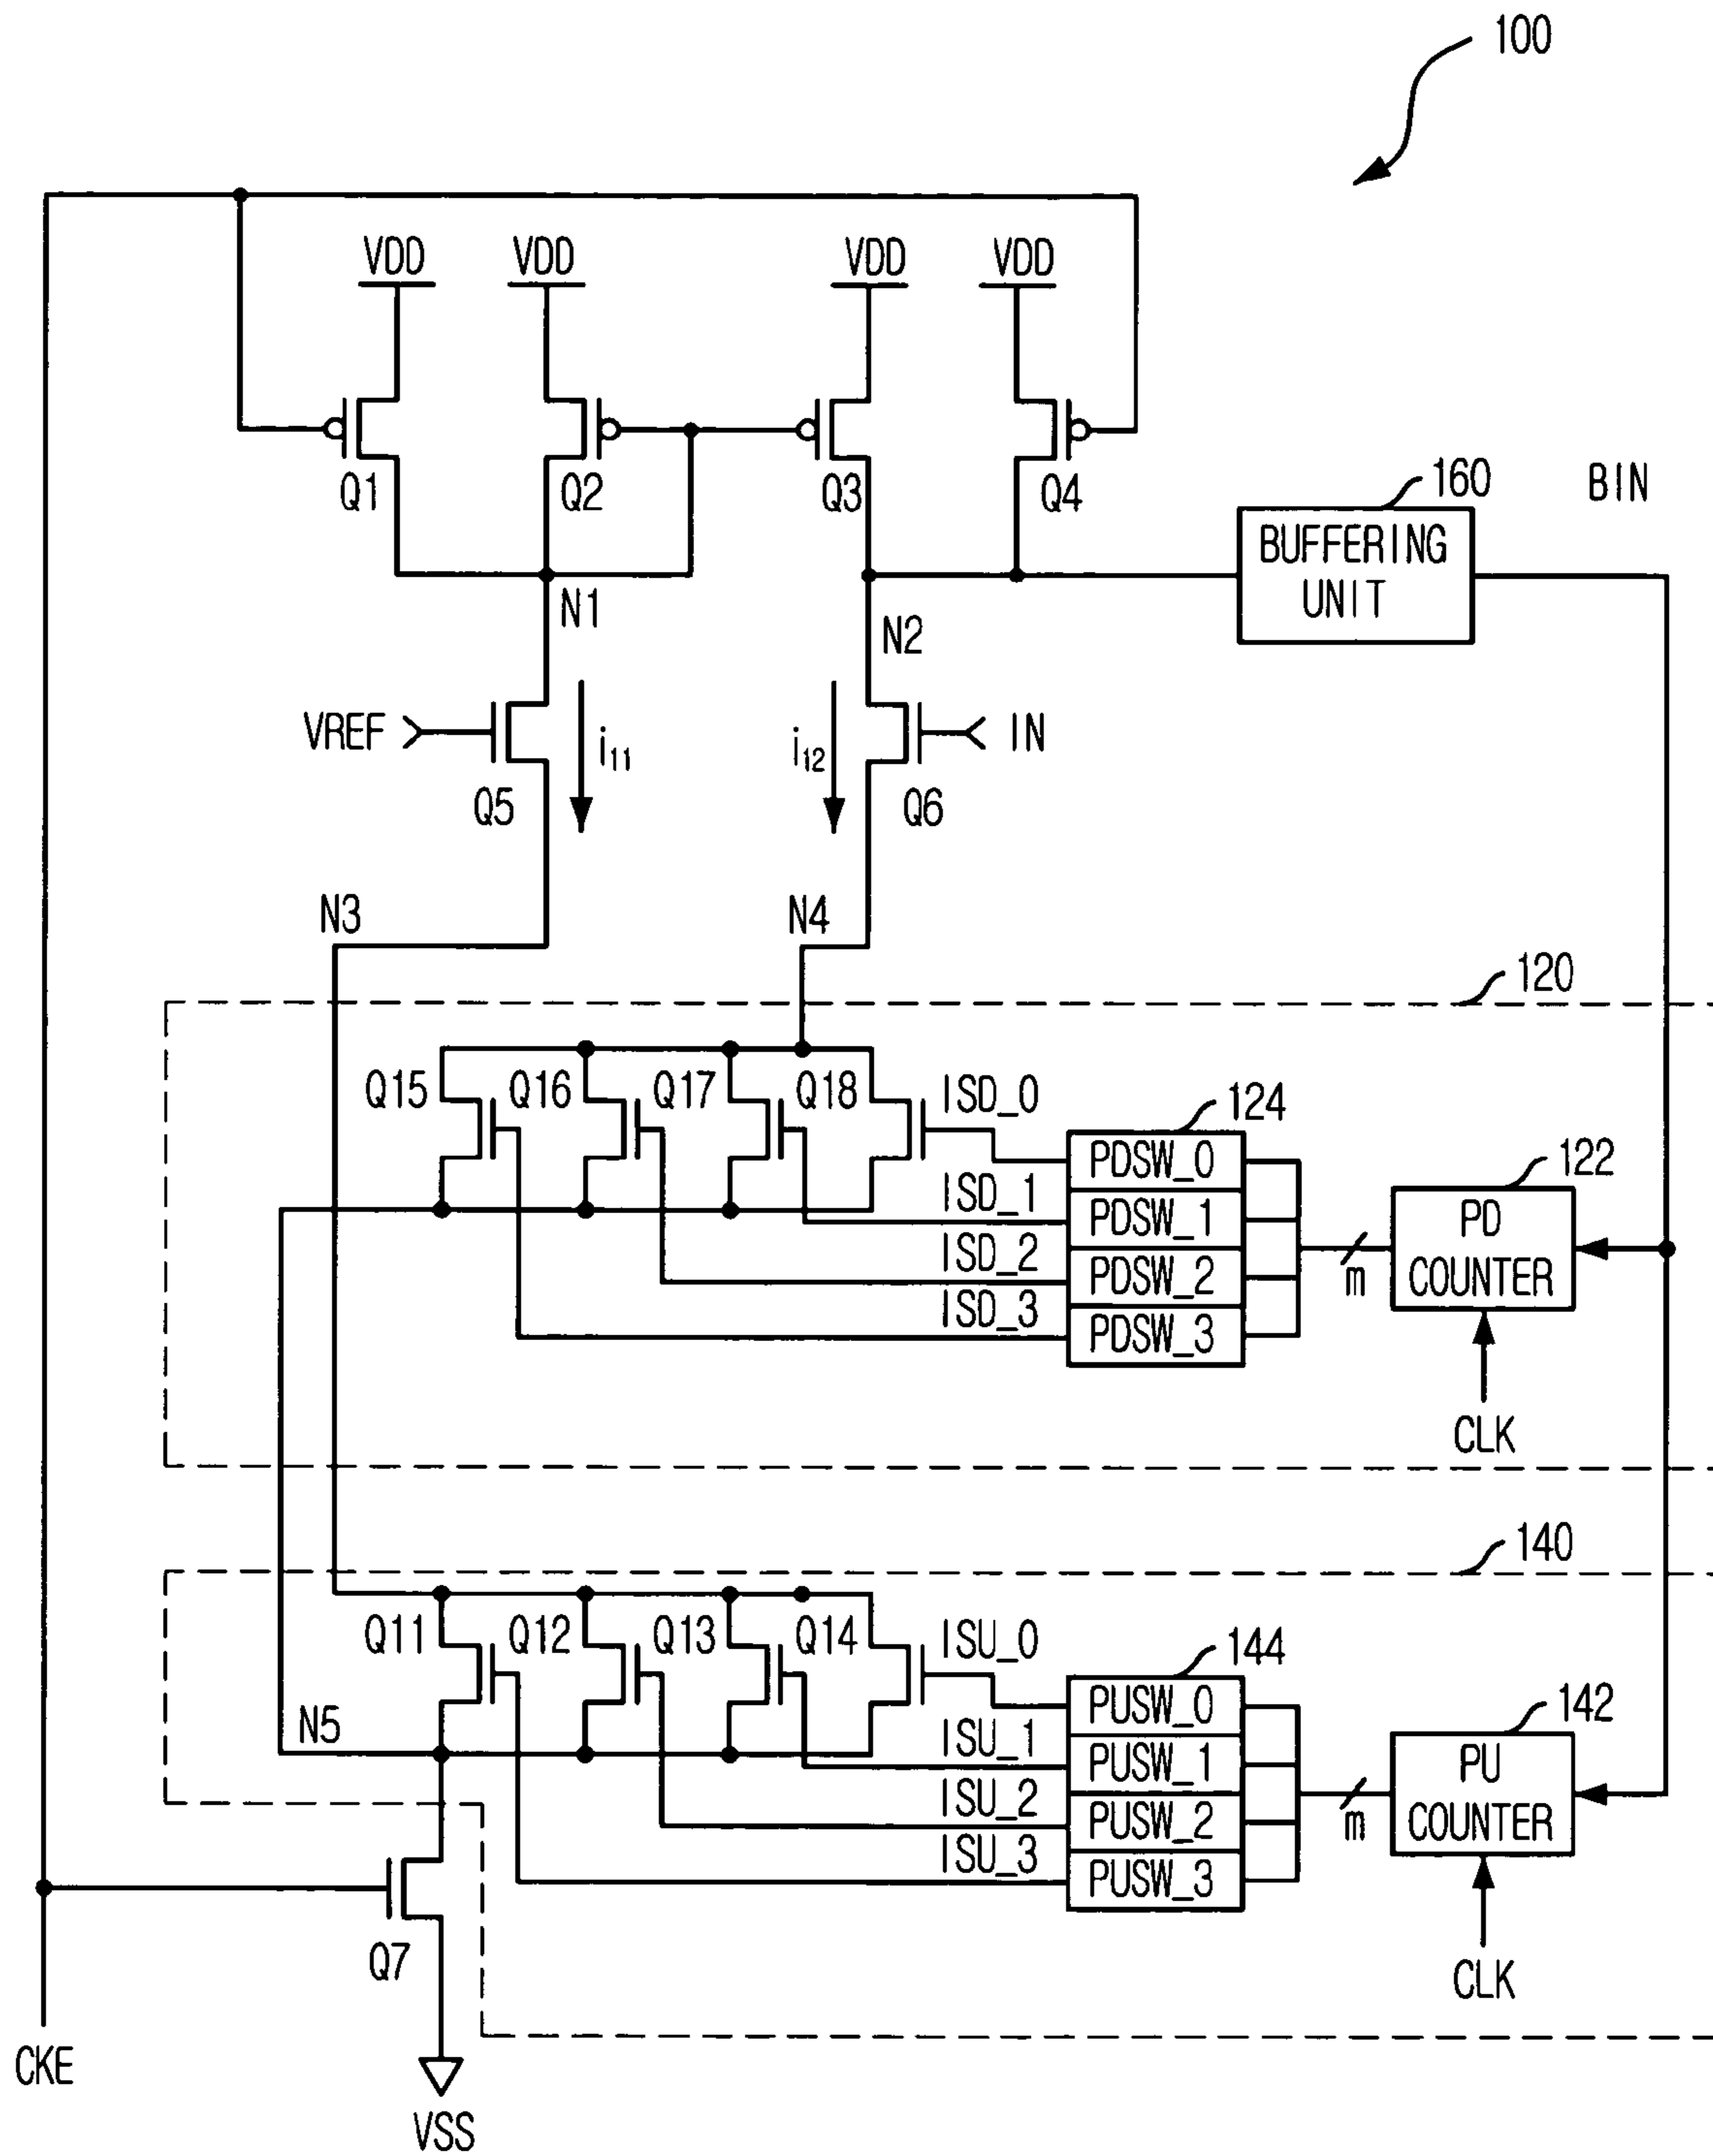 100
VDD VDD VDD VDD
Q1 Q2 Q3 Q4
160
BIN
BUFFERING
UNIT
N1
N2
VREF
i11
i12
IN
Q5
Q6
N3
N4
120
Q15 Q16 Q17 Q18
ISD_0
ISD_1
ISD_2
ISD_3
124
PDSW_0
PDSW_1
PDSW_2
PDSW_3
m
122
PD
COUNTER
CLK
140
Q11 Q12 Q13 Q14
ISU_0
ISU_1
ISU_2
ISU_3
144
PUSW_0
PUSW_1
PUSW_2
PUSW_3
m
142
PU
COUNTER
CLK
N5
Q7
CKE
VSS